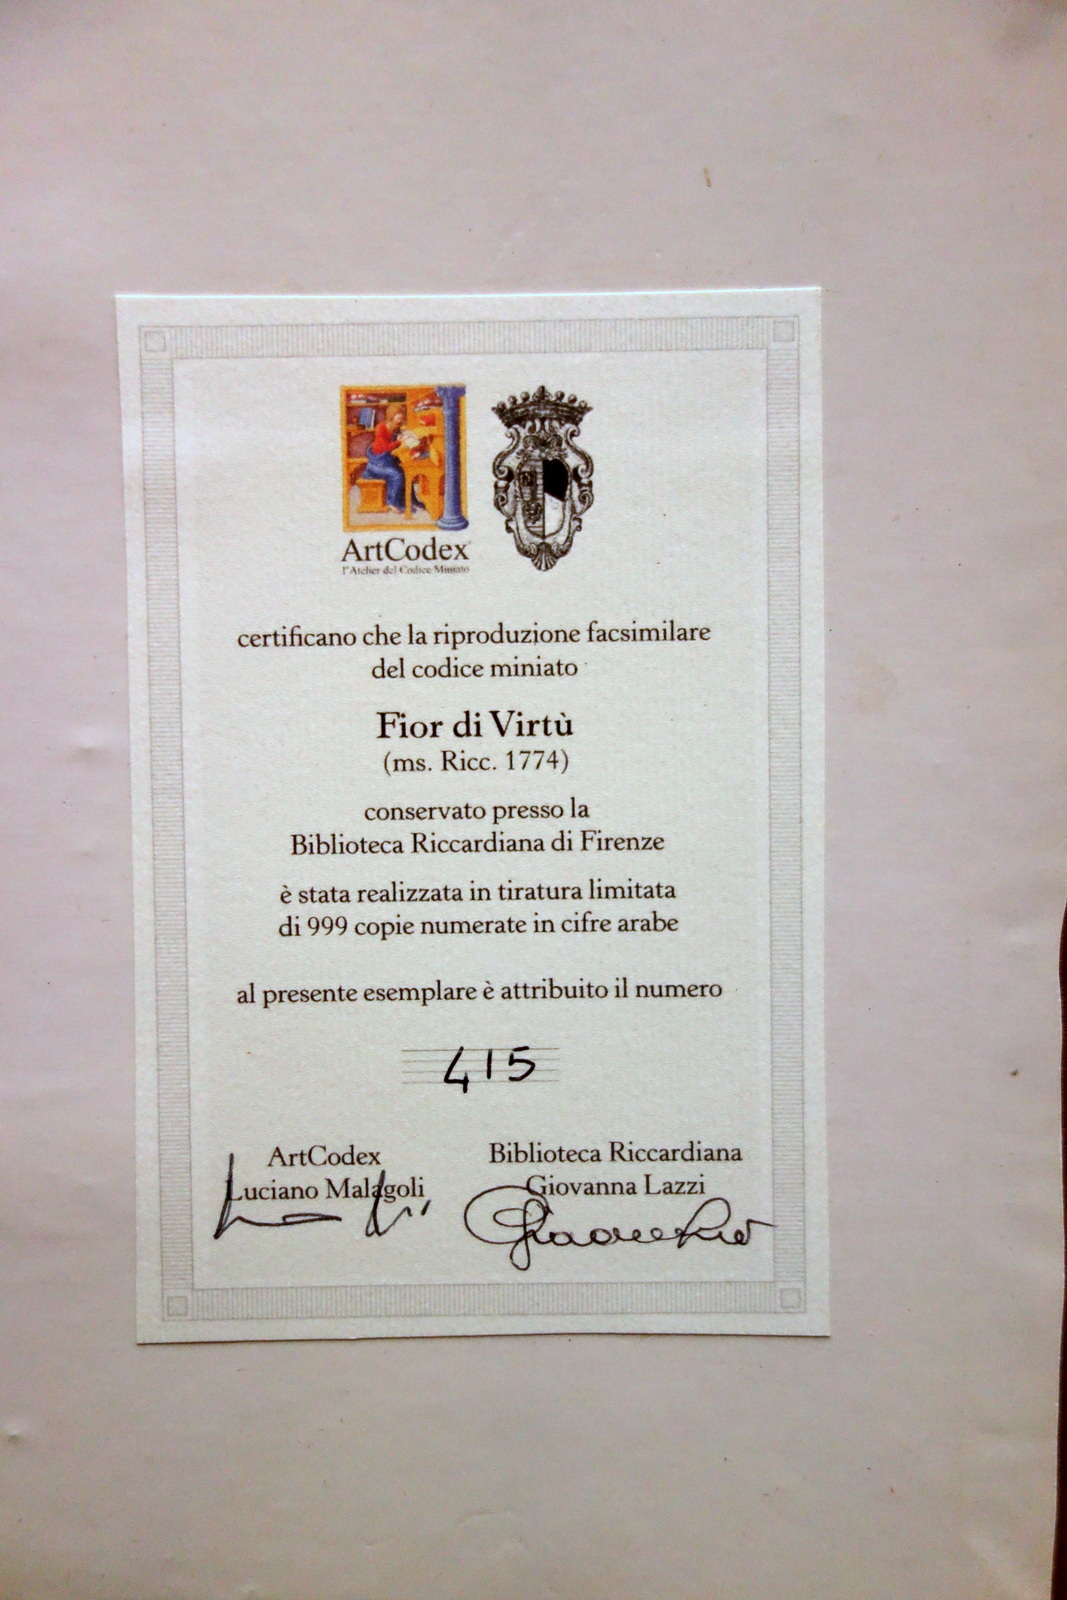 ArtCodex
l'Atelier del Codice Miniato
certificano che la riproduzione facsimilare
del codice miniato
Fior di Virtù
(ms. Ricc. 1774)
conservato presso la
Biblioteca Riccardiana di Firenze
è stata realizzata in tiratura limitata
di 999 copie numerate in cifre arabe
al presente esemplare è attribuito il numero
415
ArtCodex
Luciano Malagoli
Biblioteca Riccardiana
Giovanna Lazzi